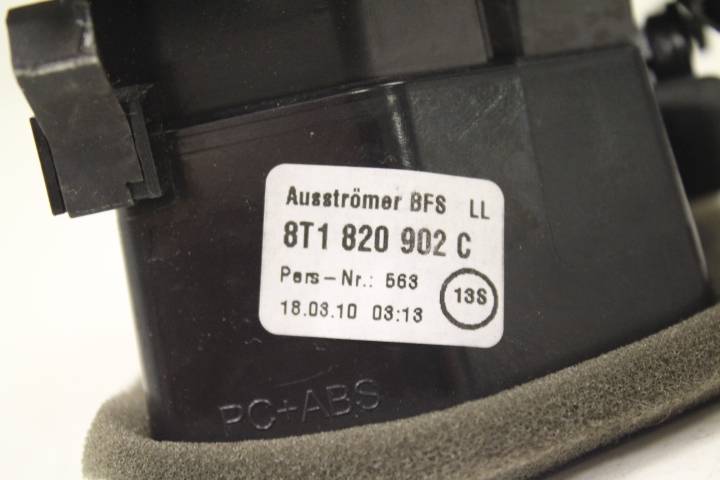 Ausströmer BFS LL
8T1 820 902 C
Pers-Nr.: 563
13S
18.03.10 03:13
PC+ABS